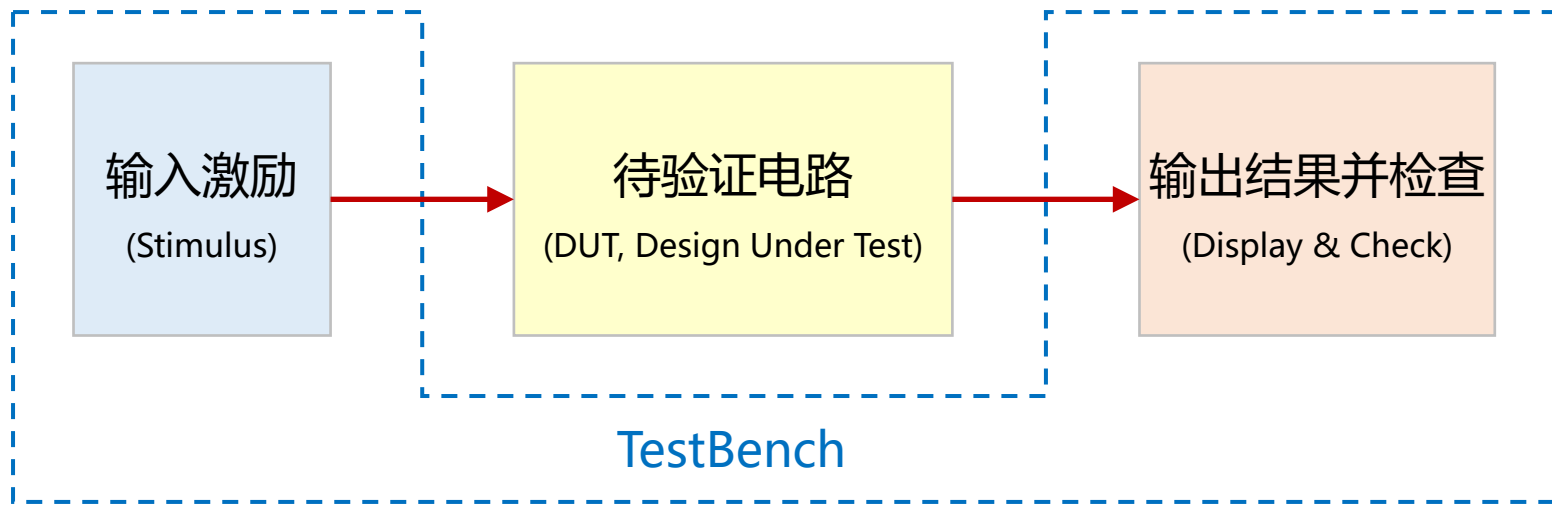 输入激励
(Stimulus)
待验证电路
(DUT, Design Under Test)
输出结果并检查
(Display & Check)
TestBench